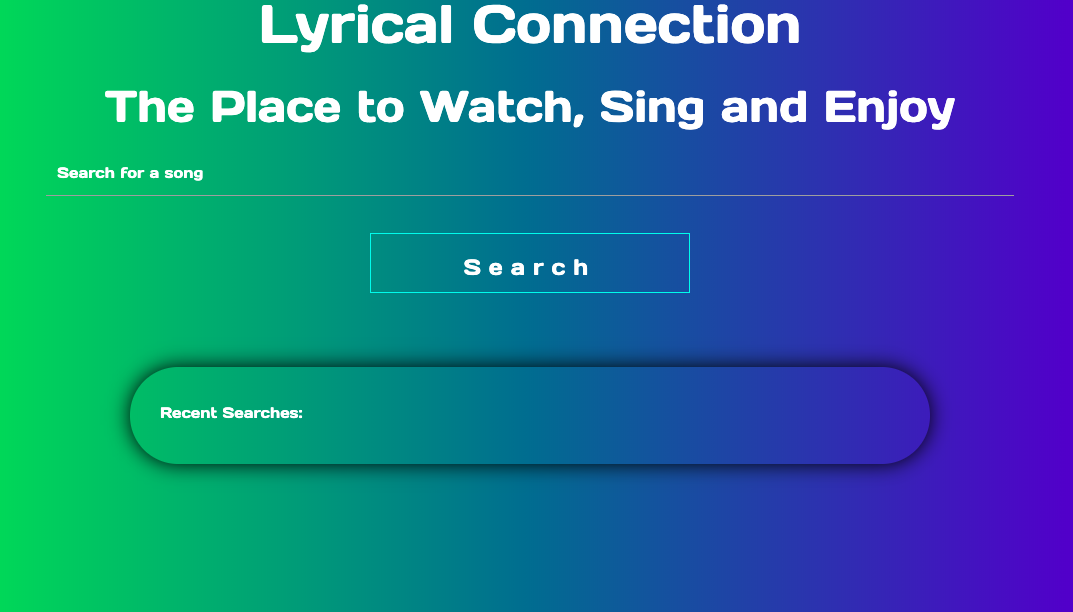 Lyrical Connection
The Place to Watch, Sing and Enjoy
Search for a song
Search
Recent Searches: